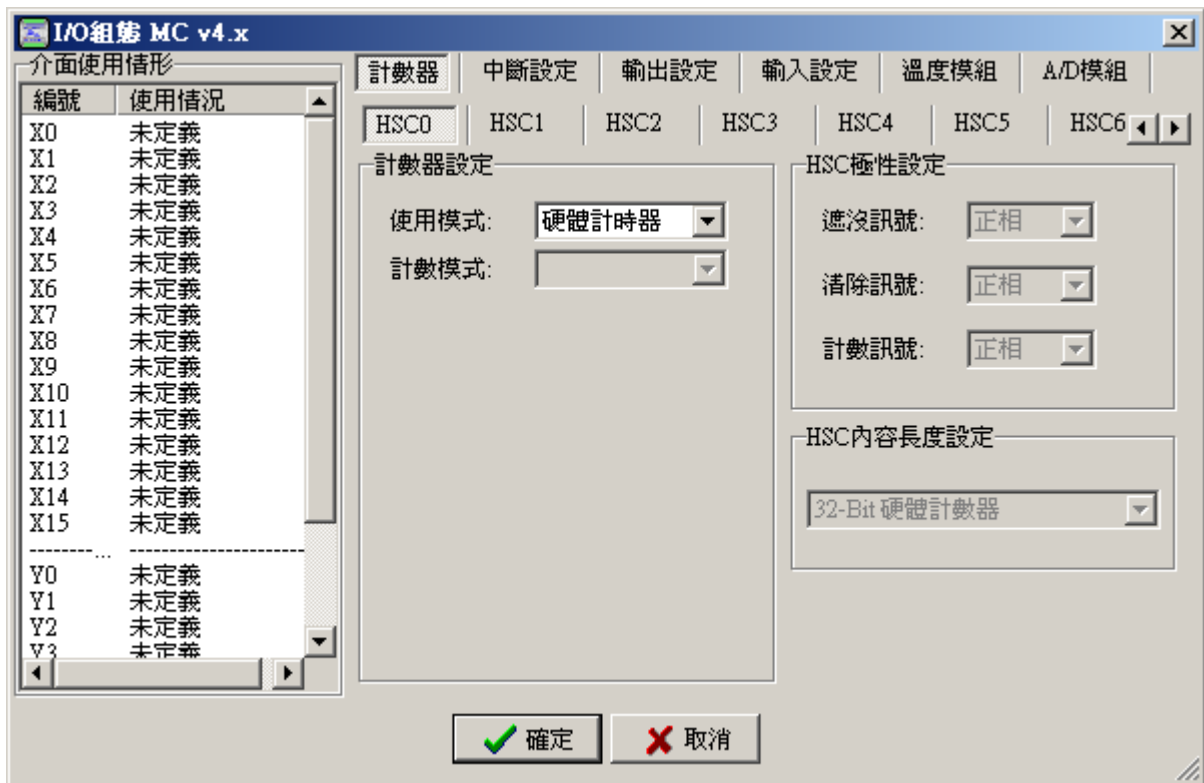 I/O組態 MC v4.x
介面使用情形
編號 使用情況
X0 未定義
X1 未定義
X2 未定義
X3 未定義
X4 未定義
X5 未定義
X6 未定義
X7 未定義
X8 未定義
X9 未定義
X10 未定義
X11 未定義
X12 未定義
X13 未定義
X14 未定義
X15 未定義
--------... ----------------------
Y0 未定義
Y1 未定義
Y2 未定義
Y3 未定義
計數器 中斷設定 輸出設定 輸入設定 溫度模組 A/D模組
HSC0 HSC1 HSC2 HSC3 HSC4 HSC5 HSC6
計數器設定
使用模式: 硬體計時器
計數模式:
HSC極性設定
遮沒訊號: 正相
清除訊號: 正相
計數訊號: 正相
HSC內容長度設定
32-Bit 硬體計數器
確定 取消